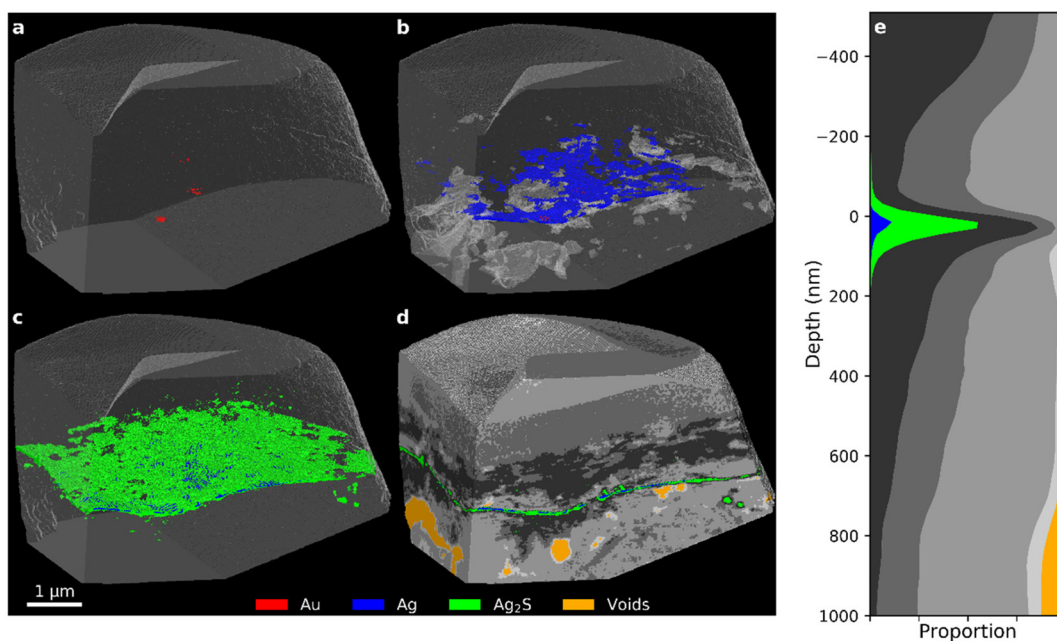 a
b
c
d
1 μm
Au
Ag
Ag₂S
Voids
e
Depth (nm)
−400
−200
0
200
400
600
800
1000
Proportion